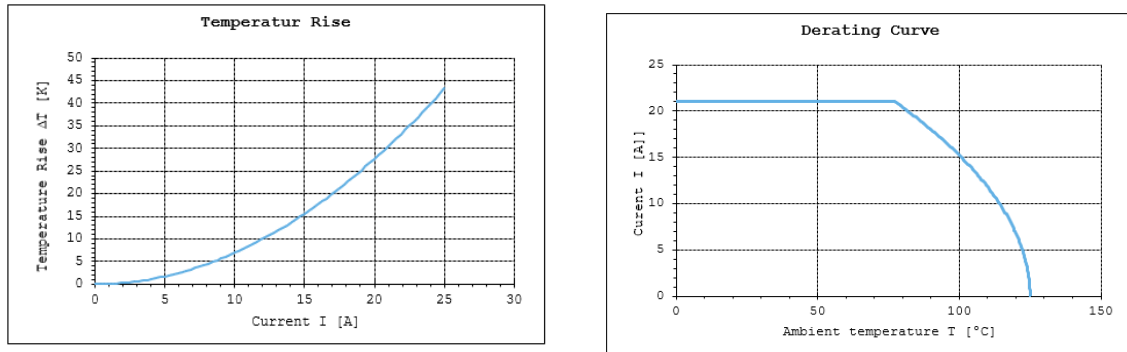 Temperatur Rise
Temperature Rise ΔT [K]
50
45
40
35
30
25
20
15
10
5
0
0 5 10 15 20 25 30
Current I [A]
Derating Curve
Curent I [A]]
25
20
15
10
5
0
0 50 100 150
Ambient temperature T [°C]